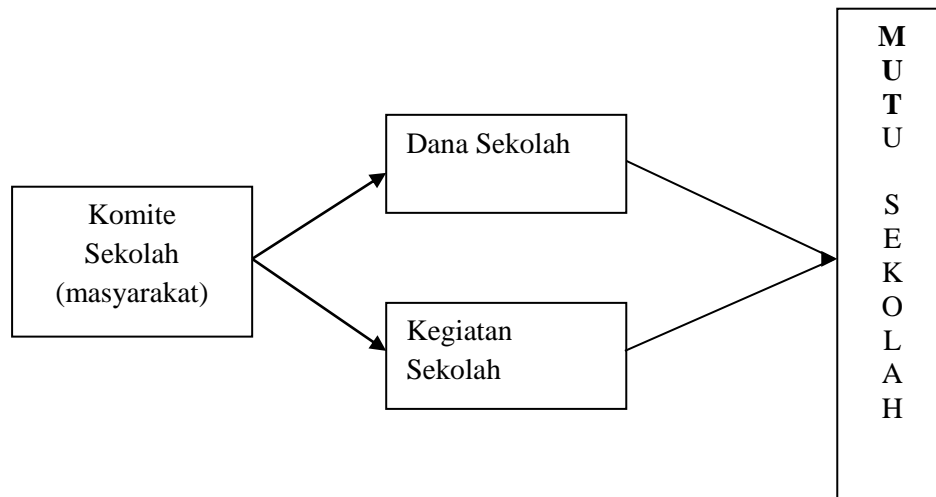 Komite
Sekolah
(masyarakat)
Dana Sekolah
Kegiatan
Sekolah
M
U
T
U
S
E
K
O
L
A
H